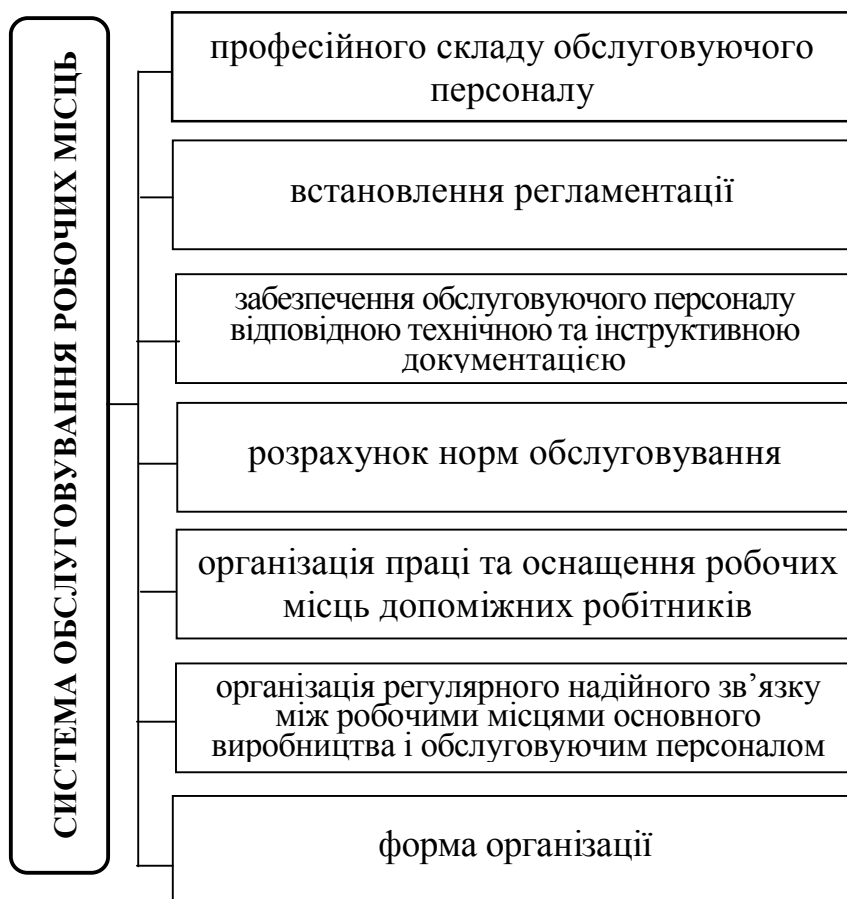 СИСТЕМА ОБСЛУГОВУВАННЯ РОБОЧИХ МІСЦЬ
професійного складу обслуговуючого
персоналу
встановлення регламентації
забезпечення обслуговуючого персоналу
відповідною технічною та інструктивною
документацією
розрахунок норм обслуговування
організація праці та оснащення робочих
місць допоміжних робітників
організація регулярного надійного зв’язку
між робочими місцями основного
виробництва і обслуговуючим персоналом
форма організації